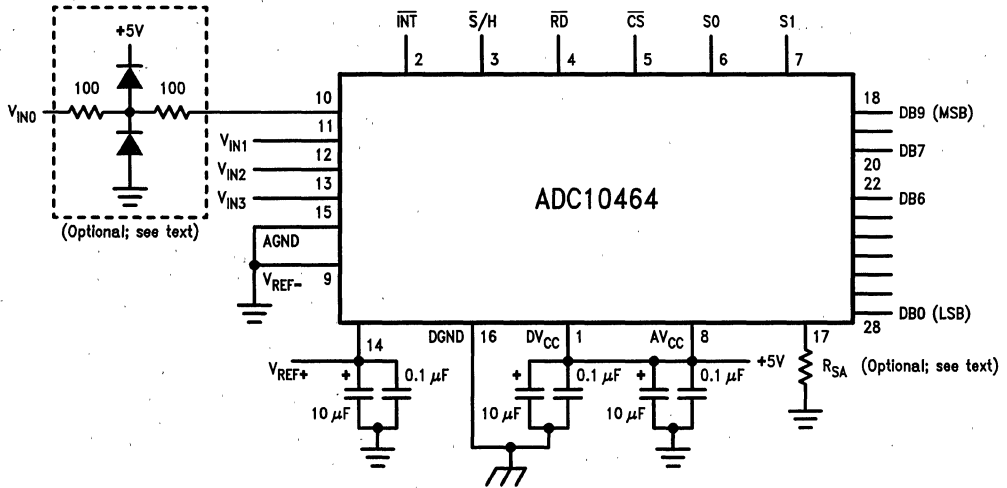 INT S/H RD CS S0 S1
+5V
2 3 4 5 6 7
100 100
V_IN0
10
18 DB9 (MSB)
11
V_IN1
DB7
12
20
V_IN2
22
13
V_IN3
DB6
ADC10464
15
(Optional; see text)
AGND
V_REF-
9
DB0 (LSB)
28
14 DGND 16 DV_CC 1 AV_CC 8 17
V_REF+ + 0.1 μF + 0.1 μF + 0.1 μF +5V R_SA (Optional; see text)
10 μF 10 μF 10 μF